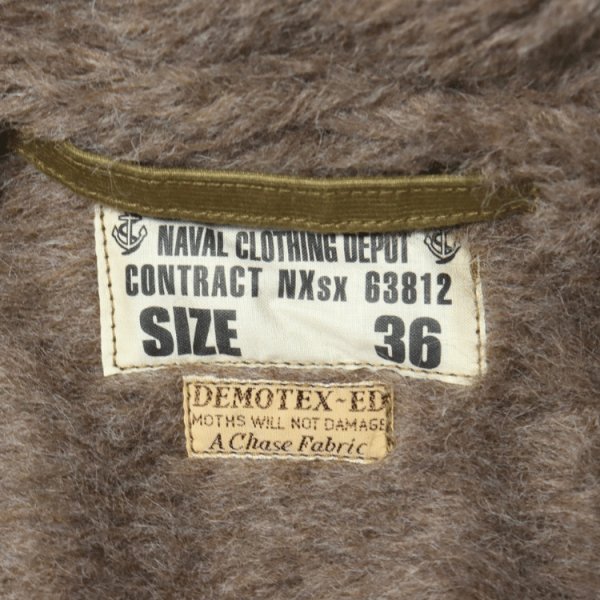 NAVAL CLOTHING DEPOT
CONTRACT NXsx 63812
SIZE 36
DEMOTEX-ED
MOTHS WILL NOT DAMAGE
A Chase Fabric